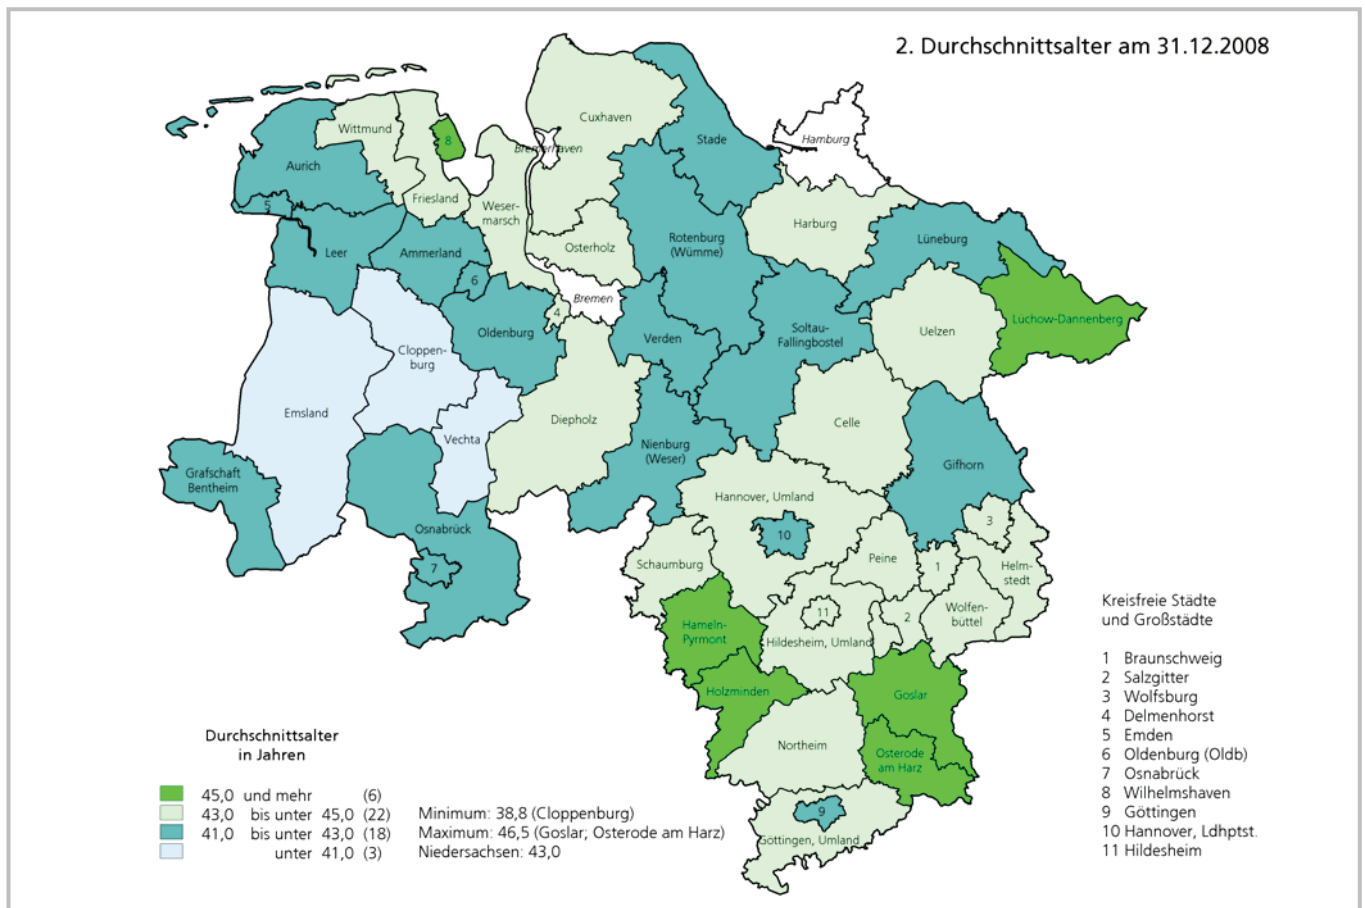 2. Durchschnittsalter am 31.12.2008
Cuxhaven
Wittmund
8
Stade
Hamburg
Bremerhaven
Aurich
Friesland
5
Weser-
marsch
Harburg
Rotenburg
(Wümme)
Lüneburg
Osterholz
Leer
Ammerland
6
Bremen
4
Luchow-Dannenberg
Oldenburg
Verden
Soltau-
Fallingbostel
Uelzen
Cloppen-
burg
Emsland
Diepholz
Celle
Vechta
Nienburg
(Weser)
Gifhorn
Grafschaft
Bentheim
Hannover, Umland
Osnabrück
10
3
7
Schaumburg
Peine
1
Helm-
stedt
11
2
Wolfen-
büttel
Hameln-
Pyrmont
Hildesheim, Umland
Holzminden
Goslar
Northeim
Osterode
am Harz
9
Göttingen, Umland
Kreisfreie Städte
und Großstädte
1 Braunschweig
2 Salzgitter
3 Wolfsburg
4 Delmenhorst
5 Emden
6 Oldenburg (Oldb)
7 Osnabrück
8 Wilhelmshaven
9 Göttingen
10 Hannover, Ldhptst.
11 Hildesheim
Durchschnittsalter
in Jahren
45,0 und mehr (6)
43,0 bis unter 45,0 (22) Minimum: 38,8 (Cloppenburg)
41,0 bis unter 43,0 (18) Maximum: 46,5 (Goslar; Osterode am Harz)
unter 41,0 (3) Niedersachsen: 43,0